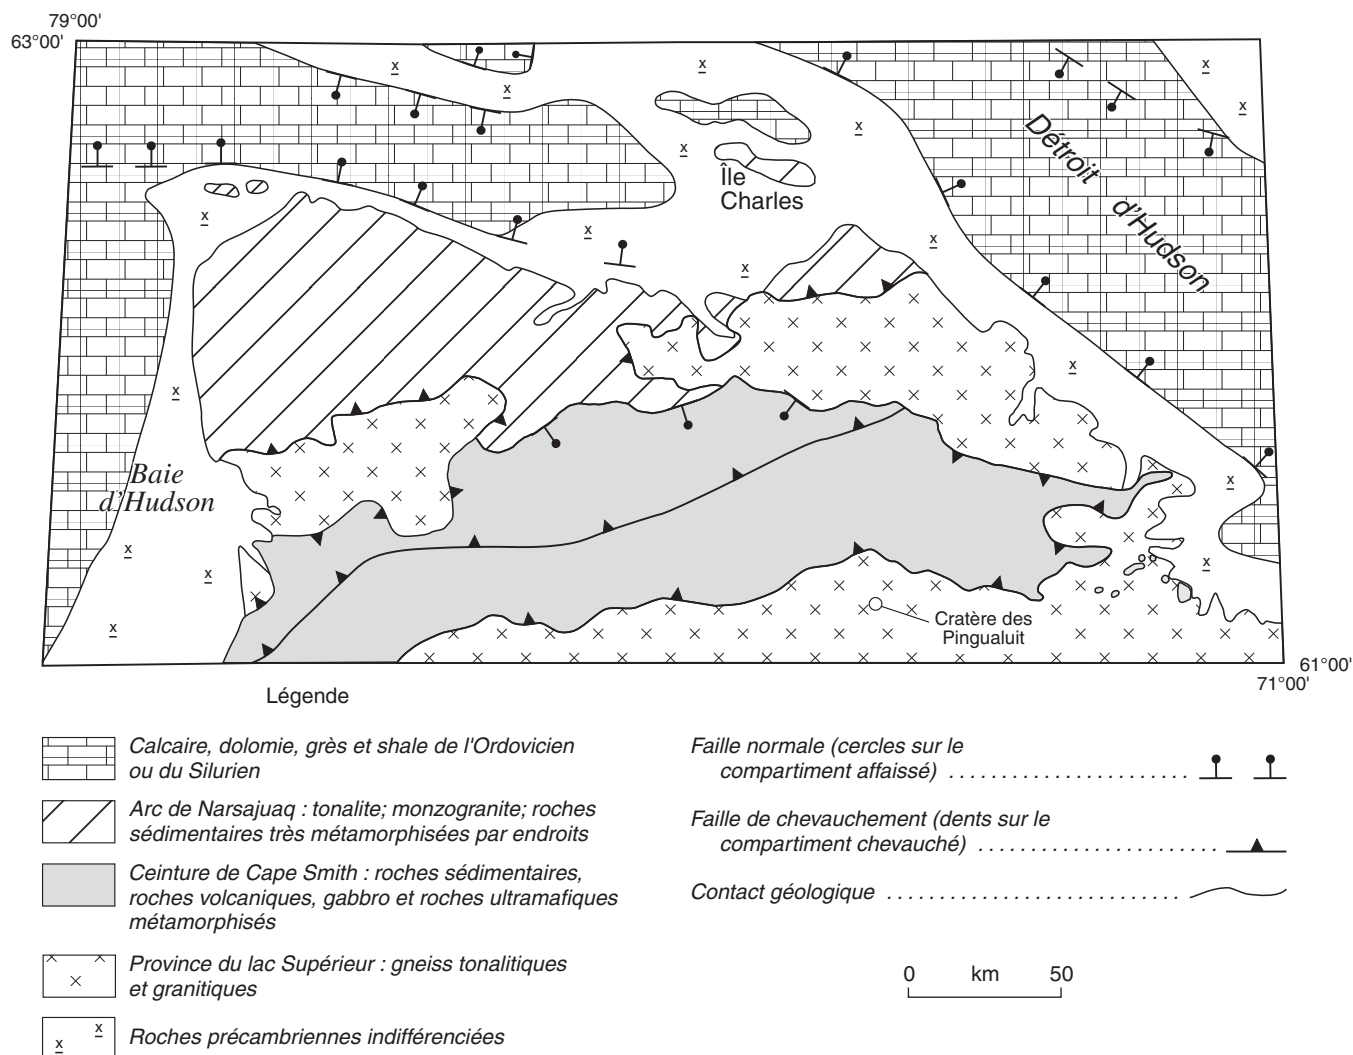 79°00'
63°00'
Détroit
d'Hudson
Île
Charles
Baie
d'Hudson
Cratère des
Pingualuit
61°00'
71°00'
Légende
Calcaire, dolomie, grès et shale de l'Ordovicien
ou du Silurien
Arc de Narsajuaq : tonalite; monzogranite; roches
sédimentaires très métamorphisées par endroits
Ceinture de Cape Smith : roches sédimentaires,
roches volcaniques, gabbro et roches ultramafiques
métamorphisés
Province du lac Supérieur : gneiss tonalitiques
et granitiques
Roches précambriennes indifférenciées
Faille normale (cercles sur le
compartiment affaissé)
Faille de chevauchement (dents sur le
compartiment chevauché)
Contact géologique
0 km 50